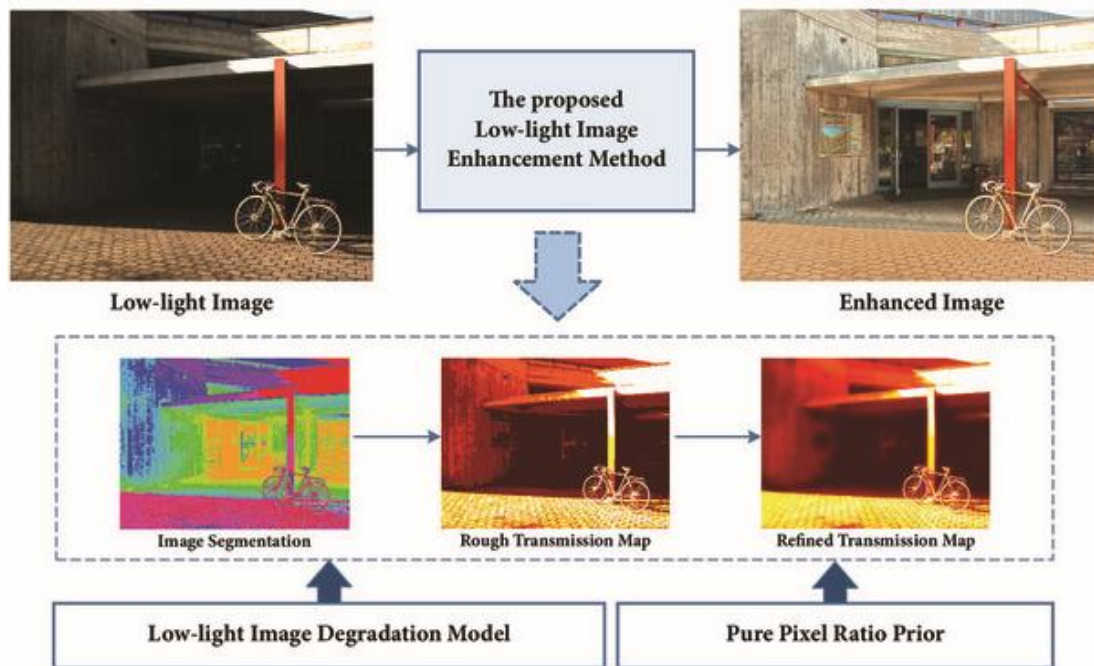 The proposed
Low-light Image
Enhancement Method
Low-light Image
Enhanced Image
Image Segmentation
Rough Transmission Map
Refined Transmission Map
Low-light Image Degradation Model
Pure Pixel Ratio Prior